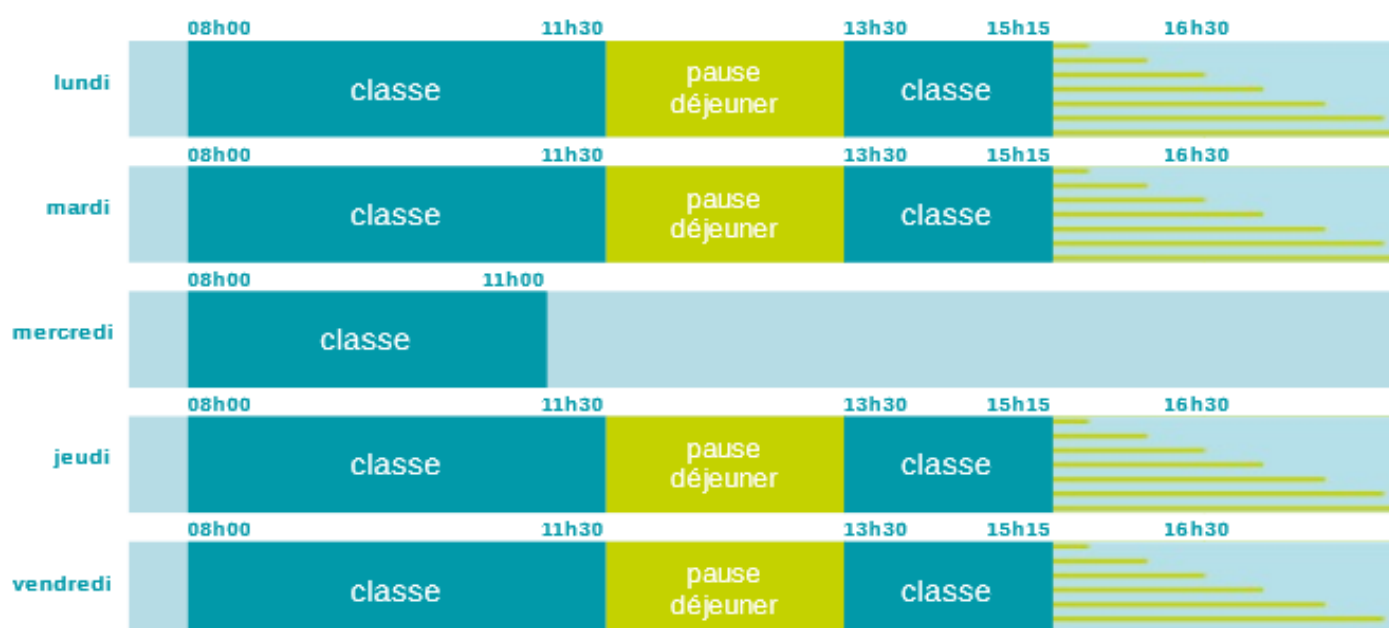 08h00 11h30 13h30 15h15 16h30
lundi classe pause déjeuner classe
08h00 11h30 13h30 15h15 16h30
mardi classe pause déjeuner classe
08h00 11h00
mercredi classe
08h00 11h30 13h30 15h15 16h30
jeudi classe pause déjeuner classe
08h00 11h30 13h30 15h15 16h30
vendredi classe pause déjeuner classe